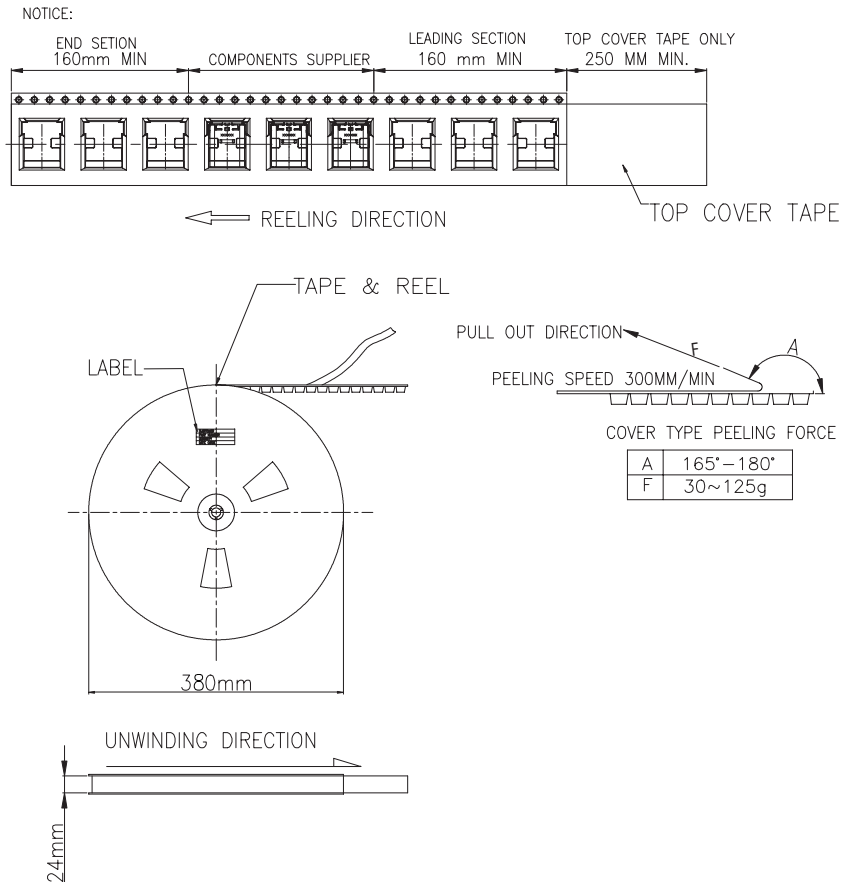 NOTICE:
END SETION
160mm MIN
COMPONENTS SUPPLIER
LEADING SECTION
160 mm MIN
TOP COVER TAPE ONLY
250 MM MIN.
REELING DIRECTION
TOP COVER TAPE
TAPE & REEL
LABEL
PULL OUT DIRECTION
F
A
PEELING SPEED 300MM/MIN
COVER TYPE PEELING FORCE
A 165°-180°
F 30~125g
380mm
UNWINDING DIRECTION
24mm